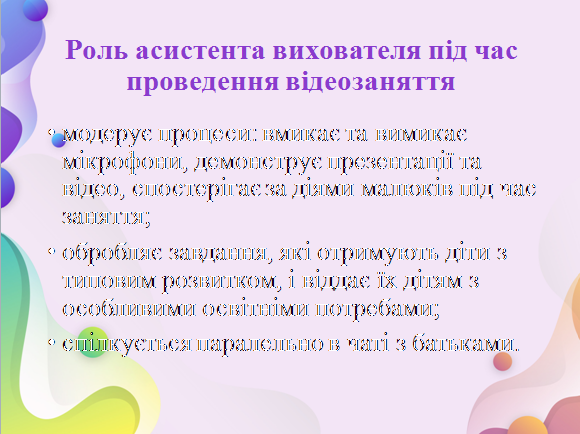 Роль асистента вихователя під час
проведення відеозаняття
• модерує процеси: вмикає та вимикає
мікрофони, демонструє презентації та
відео, спостерігає за діями малюків під час
заняття;
• обробляє завдання, які отримують діти з
типовим розвитком, і віддає їх дітям з
особливими освітніми потребами;
• спілкується паралельно в чаті з батьками.